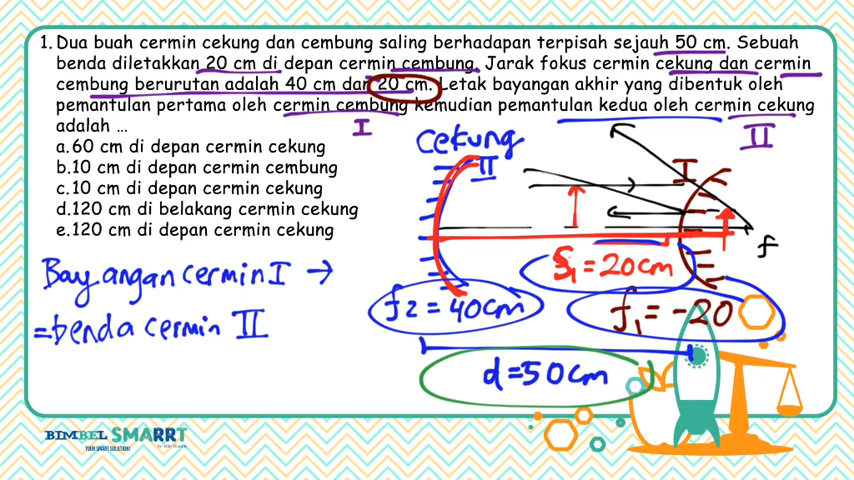 1. Dua buah cermin cekung dan cembung saling berhadapan terpisah sejauh 50 cm. Sebuah
benda diletakkan 20 cm di depan cermin cembung. Jarak fokus cermin cekung dan cermin
cembung berurutan adalah 40 cm dan 20 cm. Letak bayangan akhir yang dibentuk oleh
pemantulan pertama oleh cermin cembung kemudian pemantulan kedua oleh cermin cekung
adalah ...
I
II
a.60 cm di depan cermin cekung
b.10 cm di depan cermin cembung
c.10 cm di depan cermin cekung
d.120 cm di belakang cermin cekung
e.120 cm di depan cermin cekung
Cekung
II
I
f
Bayangan cermin I →
=benda cermin II
S₁ = 20cm
f2 = 40cm
f₁ = -20
d=50cm
BIMBEL SMARRT
YOUR SMART SOLUTION!